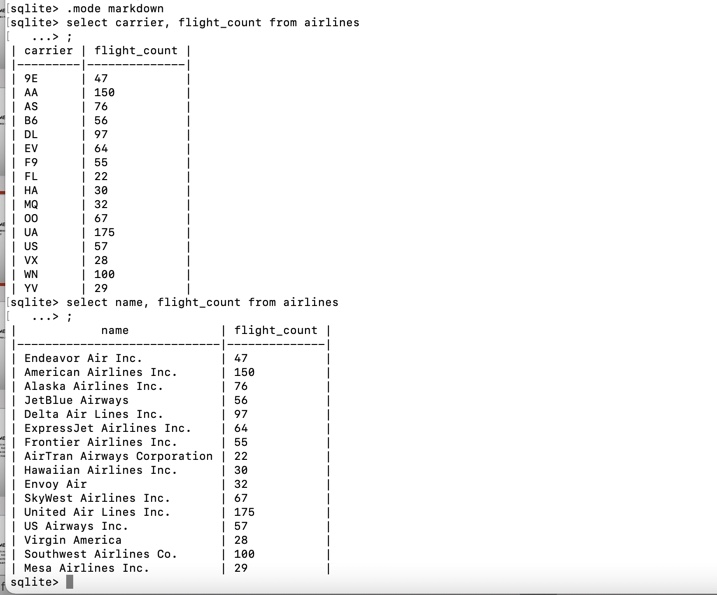 [sqlite> .mode markdown
[sqlite> select carrier, flight_count from airlines
[   ...> ;
| carrier | flight_count |
|---------|--------------|
| 9E      | 47           |
| AA      | 150          |
| AS      | 76           |
| B6      | 56           |
| DL      | 97           |
| EV      | 64           |
| F9      | 55           |
| FL      | 22           |
| HA      | 30           |
| MQ      | 32           |
| OO      | 67           |
| UA      | 175          |
| US      | 57           |
| VX      | 28           |
| WN      | 100          |
| YV      | 29           |
[sqlite> select name, flight_count from airlines
[   ...> ;
|            name             | flight_count |
|-----------------------------|--------------|
| Endeavor Air Inc.           | 47           |
| American Airlines Inc.      | 150          |
| Alaska Airlines Inc.        | 76           |
| JetBlue Airways             | 56           |
| Delta Air Lines Inc.        | 97           |
| ExpressJet Airlines Inc.    | 64           |
| Frontier Airlines Inc.      | 55           |
| AirTran Airways Corporation | 22           |
| Hawaiian Airlines Inc.      | 30           |
| Envoy Air                   | 32           |
| SkyWest Airlines Inc.       | 67           |
| United Air Lines Inc.       | 175          |
| US Airways Inc.             | 57           |
| Virgin America              | 28           |
| Southwest Airlines Co.      | 100          |
| Mesa Airlines Inc.          | 29           |
sqlite>